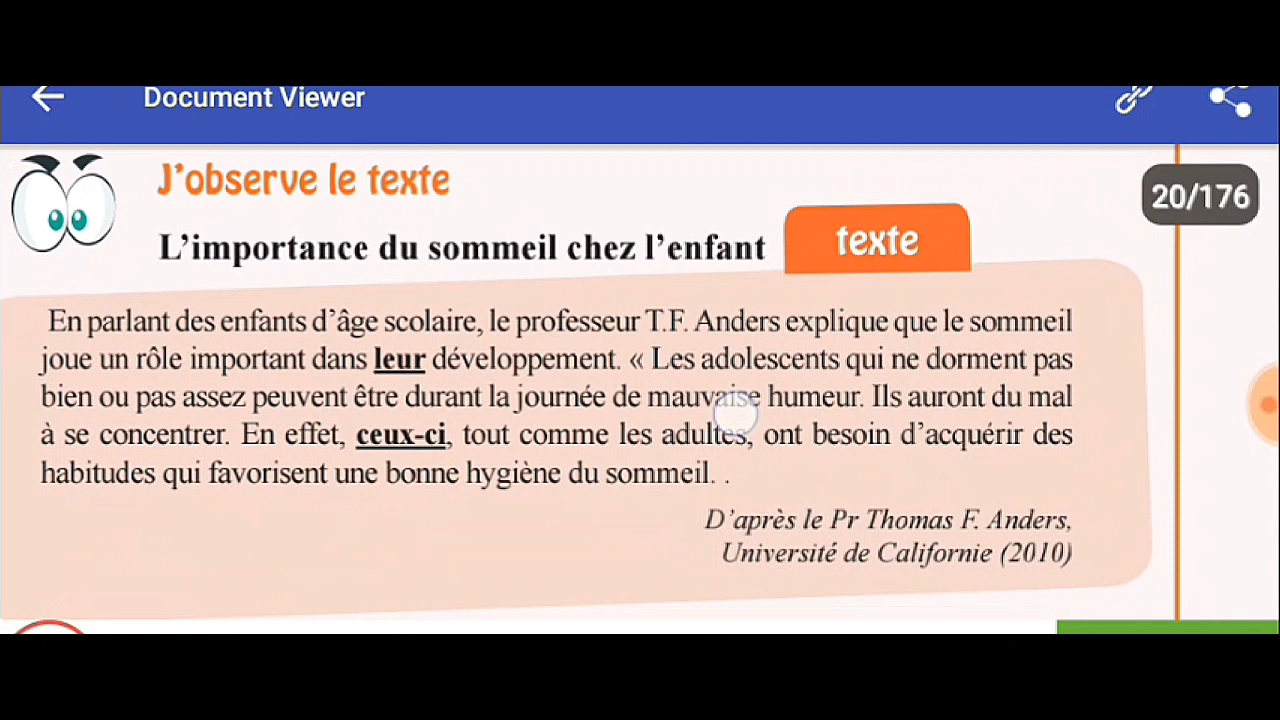 Document Viewer
J'observe le texte
20/176
L'importance du sommeil chez l'enfant
texte
En parlant des enfants d'âge scolaire, le professeur T.F. Anders explique que le sommeil
joue un rôle important dans leur développement. « Les adolescents qui ne dorment pas
bien ou pas assez peuvent être durant la journée de mauvaise humeur. Ils auront du mal
à se concentrer. En effet, ceux-ci, tout comme les adultes, ont besoin d'acquérir des
habitudes qui favorisent une bonne hygiène du sommeil. .
D'après le Pr Thomas F. Anders,
Université de Californie (2010)